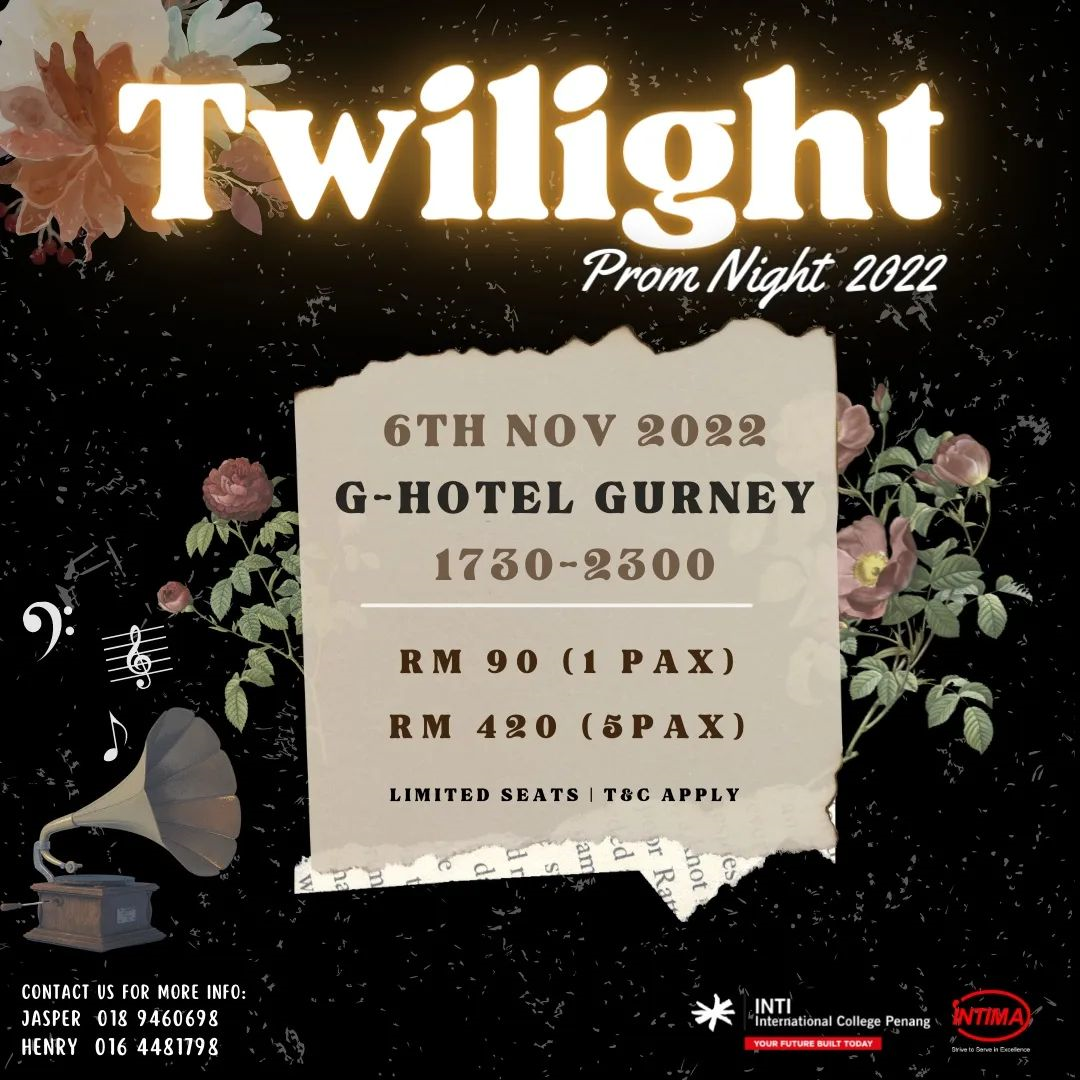 Twilight
Prom Night 2022
6TH NOV 2022
G-HOTEL GURNEY
1730-2300
RM 90 (1 PAX)
RM 420 (5PAX)
LIMITED SEATS | T&C APPLY
CONTACT US FOR MORE INFO:
JASPER 018 9460698
HENRY 016 4481798
INTI
International College Penang
YOUR FUTURE BUILT TODAY
INTIMA
Strive to Serve in Excellence